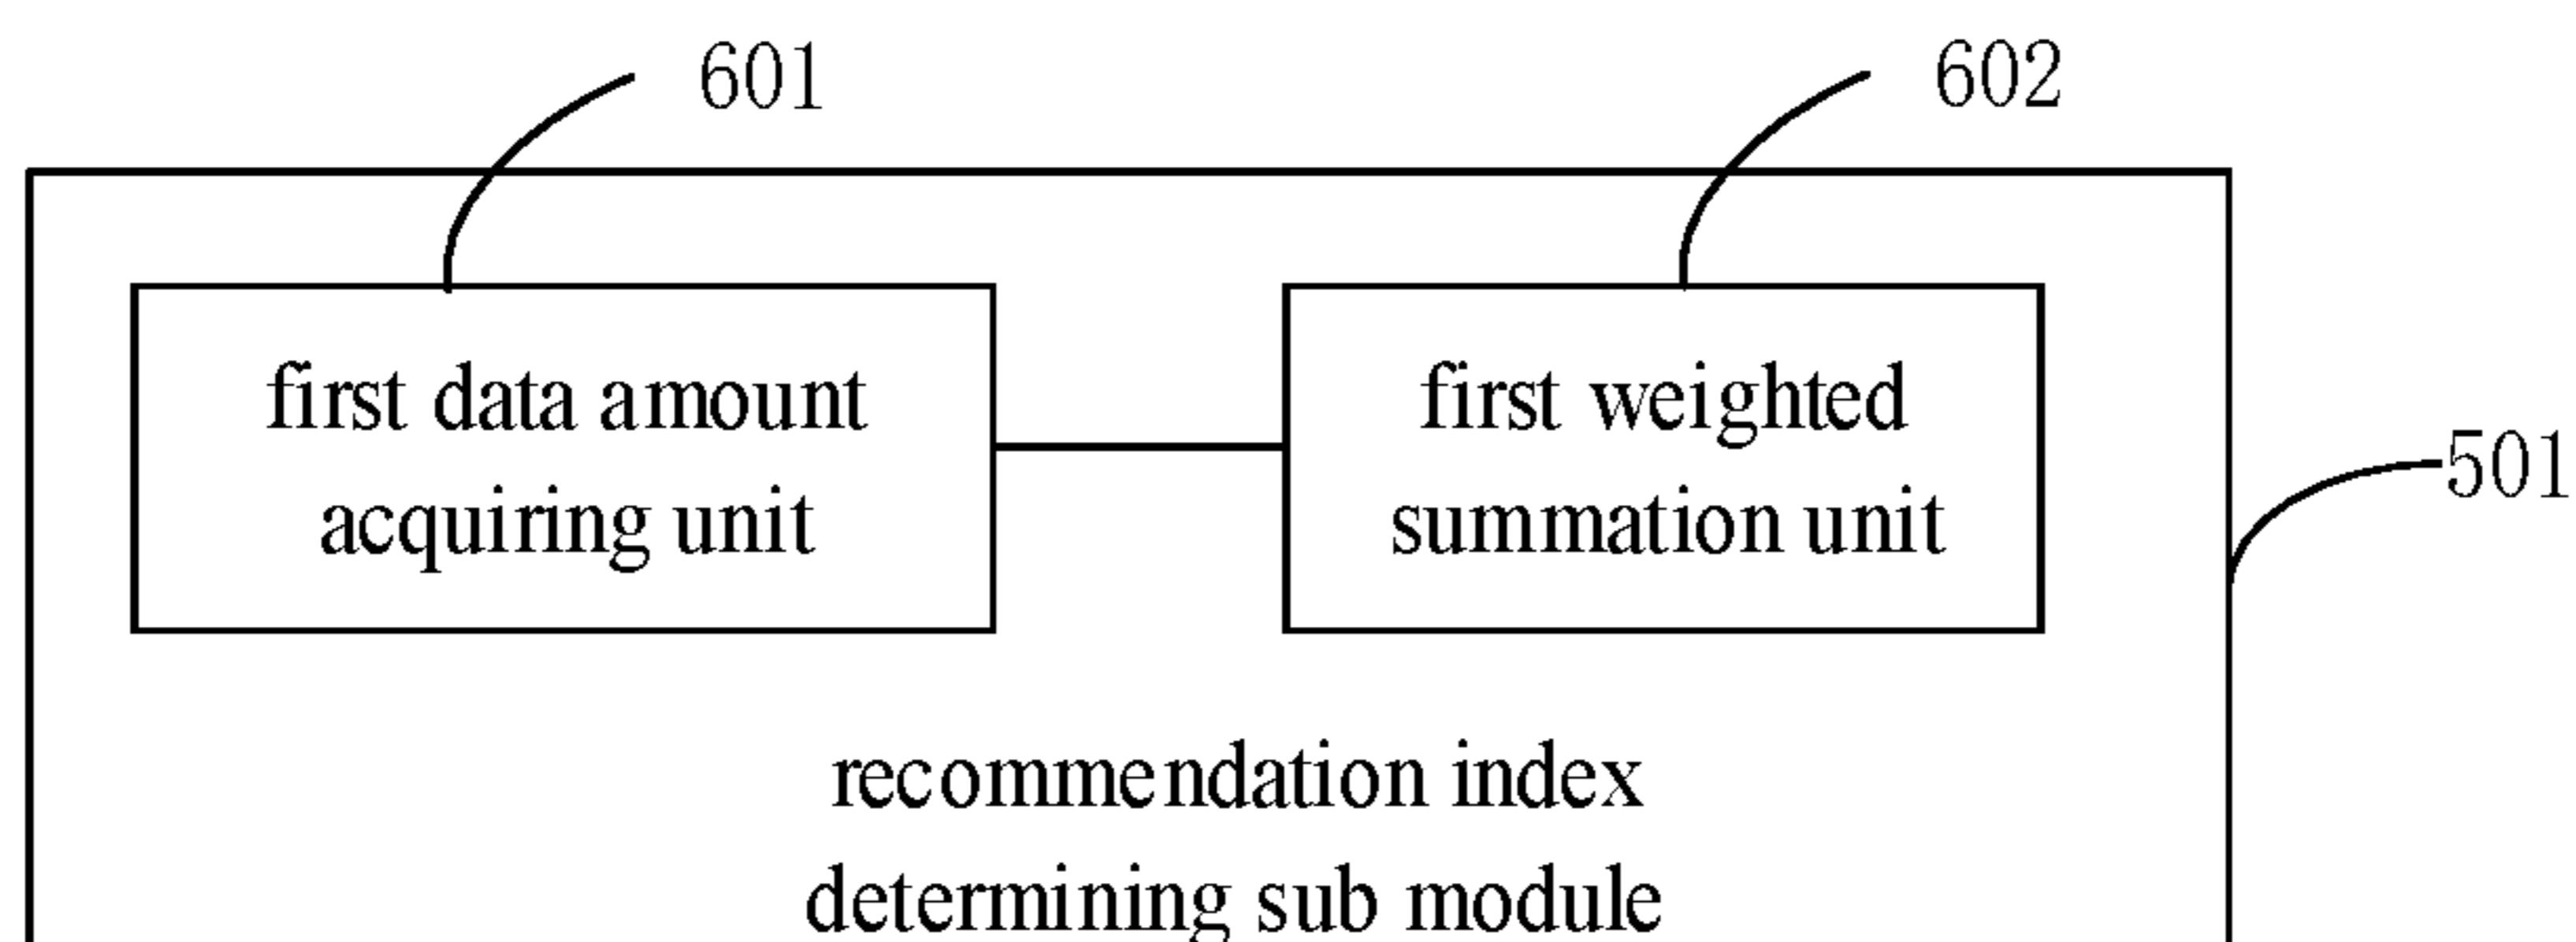 601
602
first data amount
acquiring unit
first weighted
summation unit
501
recommendation index
determining sub module